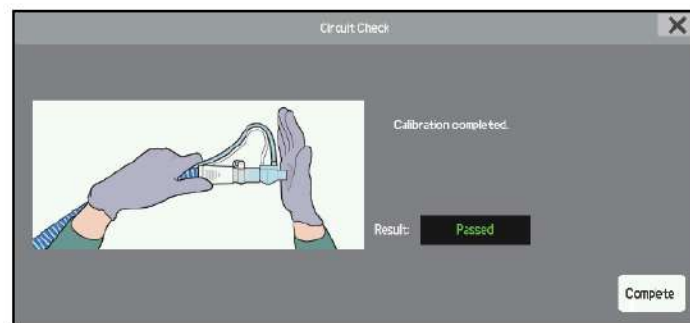 Circuit Check
Calibration completed.
Result: Passed
Compete